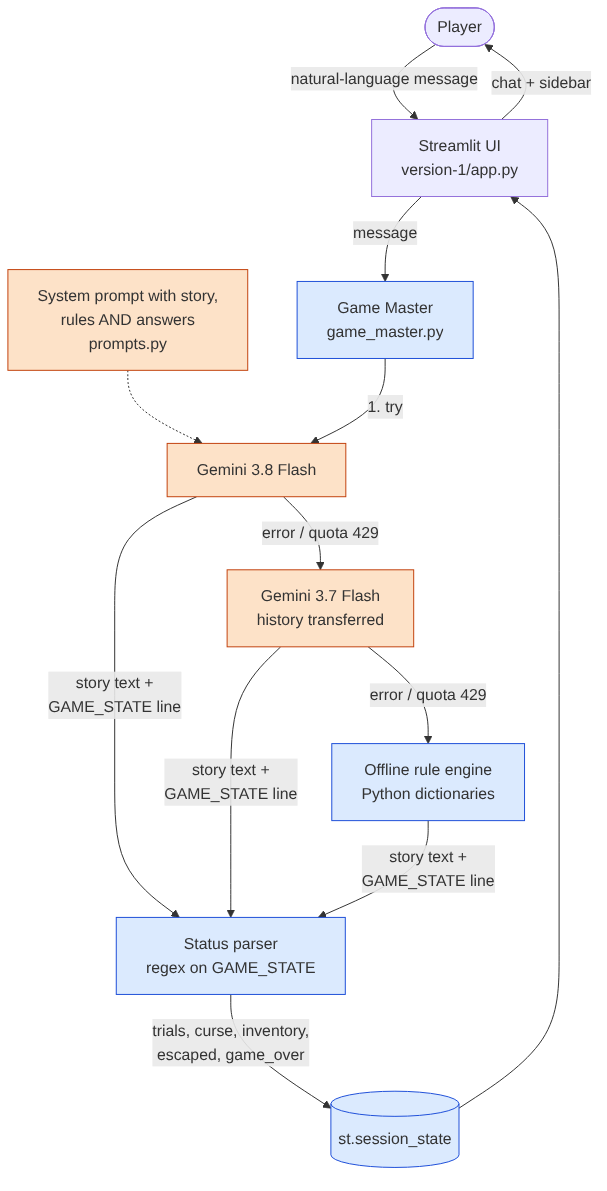 Player
natural-language message
chat + sidebar
Streamlit UI
version-1/app.py
message
System prompt with story,
rules AND answers
prompts.py
Game Master
game_master.py
1. try
Gemini 3.8 Flash
error / quota 429
Gemini 3.7 Flash
history transferred
story text +
GAME_STATE line
error / quota 429
story text +
GAME_STATE line
Offline rule engine
Python dictionaries
story text +
GAME_STATE line
Status parser
regex on GAME_STATE
trials, curse, inventory,
escaped, game_over
st.session_state